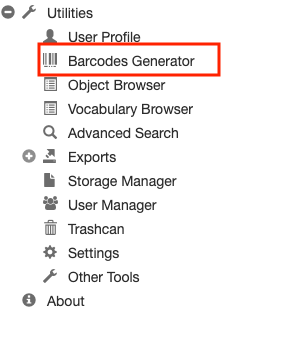 Utilities
User Profile
Barcodes Generator
Object Browser
Vocabulary Browser
Advanced Search
Exports
Storage Manager
User Manager
Trashcan
Settings
Other Tools
About